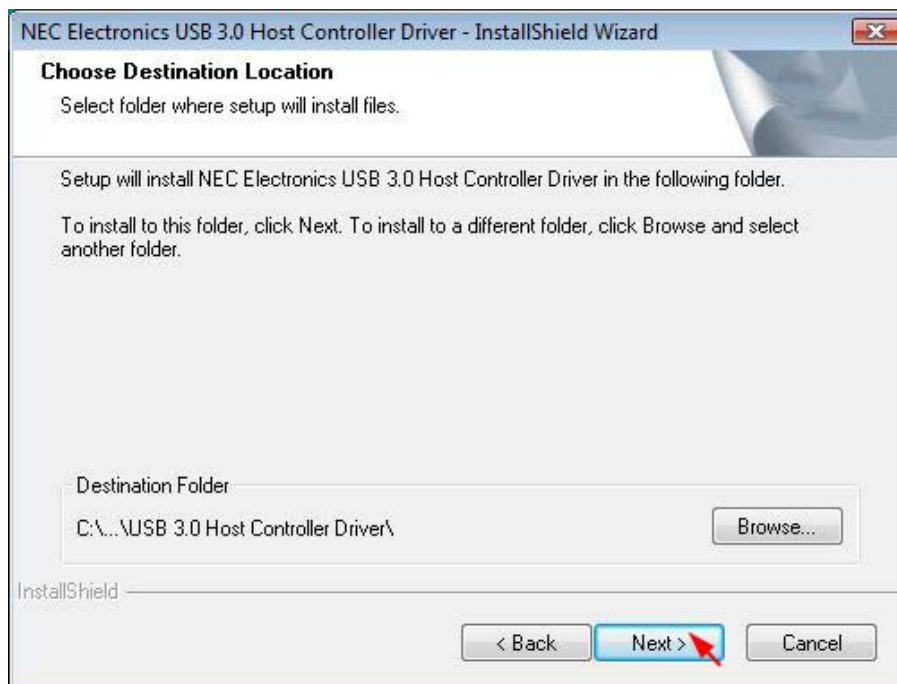 NEC Electronics USB 3.0 Host Controller Driver - InstallShield Wizard
Choose Destination Location
Select folder where setup will install files.
Setup will install NEC Electronics USB 3.0 Host Controller Driver in the following folder.
To install to this folder, click Next. To install to a different folder, click Browse and select
another folder.
Destination Folder
C:\...\USB 3.0 Host Controller Driver\
Browse...
InstallShield
< Back
Next >
Cancel